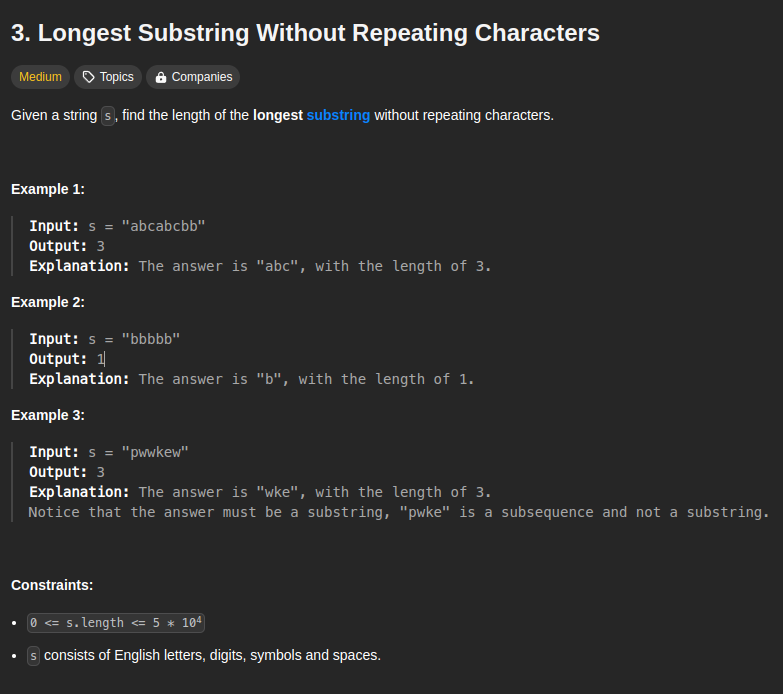 3. Longest Substring Without Repeating Characters
Medium Topics Companies
Given a string s, find the length of the longest substring without repeating characters.
Example 1:
Input: s = "abcabcbb"
Output: 3
Explanation: The answer is "abc", with the length of 3.
Example 2:
Input: s = "bbbbb"
Output: 1
Explanation: The answer is "b", with the length of 1.
Example 3:
Input: s = "pwwkew"
Output: 3
Explanation: The answer is "wke", with the length of 3.
Notice that the answer must be a substring, "pwke" is a subsequence and not a substring.
Constraints:
• 0 <= s.length <= 5 * 10⁴
• s consists of English letters, digits, symbols and spaces.